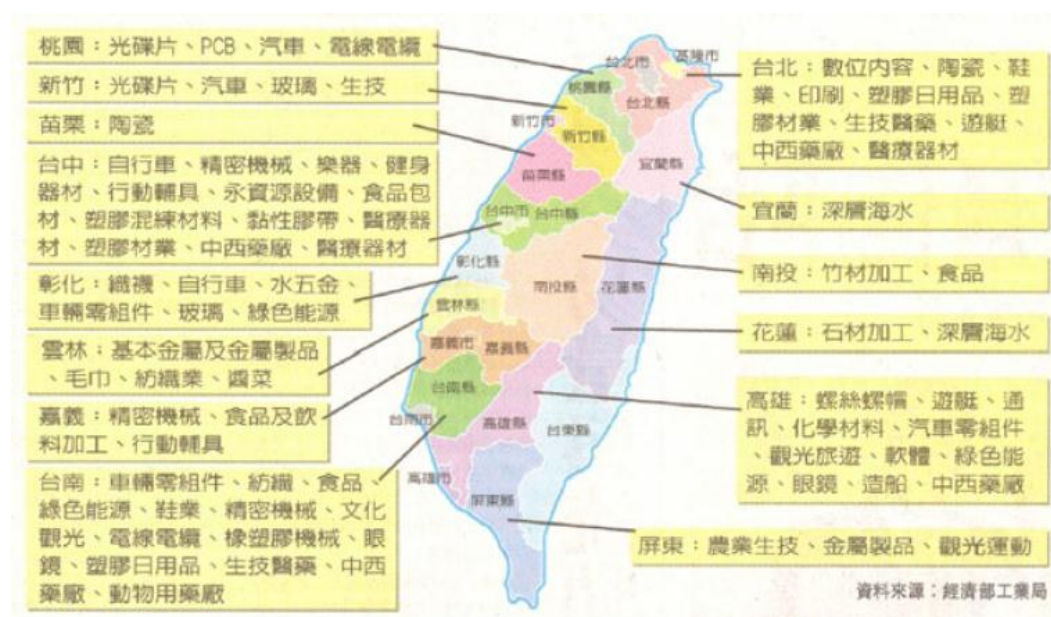 桃園：光碟片、PCB、汽車、電線電纜
新竹：光碟片、汽車、玻璃、生技
苗栗：陶瓷
台中：自行車、精密機械、樂器、健身
器材、行動輔具、永資源設備、食品包
材、塑膠混練材料、黏性膠帶、醫療器
材、塑膠材業、中西藥廠、醫療器材
彰化：織襪、自行車、水五金、
車輛零組件、玻璃、綠色能源
雲林：基本金屬及金屬製品
、毛巾、紡織業、醬菜
嘉義：精密機械、食品及飲
料加工、行動輔具
台南：車輛零組件、紡織、食品、
綠色能源、鞋業、精密機械、文化
觀光、電線電纜、橡塑膠機械、眼
鏡、塑膠日用品、生技醫藥、中西
藥廠、動物用藥廠
台北市
基隆市
桃園縣
台北縣
新竹市
新竹縣
宜蘭縣
苗栗縣
台中市
台中縣
彰化縣
南投縣
花蓮縣
雲林縣
嘉義市
嘉義縣
台南縣
台南市
高雄縣
台東縣
高雄市
屏東縣
台北：數位內容、陶瓷、鞋
業、印刷、塑膠日用品、塑
膠材業、生技醫藥、遊艇、
中西藥廠、醫療器材
宜蘭：深層海水
南投：竹材加工、食品
花蓮：石材加工、深層海水
高雄：螺絲螺帽、遊艇、通
訊、化學材料、汽車零組件
、觀光旅遊、軟體、綠色能
源、眼鏡、造船、中西藥廠
屏東：農業生技、金屬製品、觀光運動
資料來源：經濟部工業局